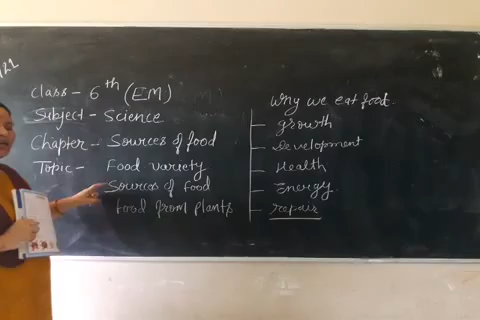 /21
Class - 6th (EM)
Subject - Science
Chapter - Sources of food
Topic - Food variety
Sources of food
Food from plants
Why we eat food.
growth
Development
Health
Energy
repair